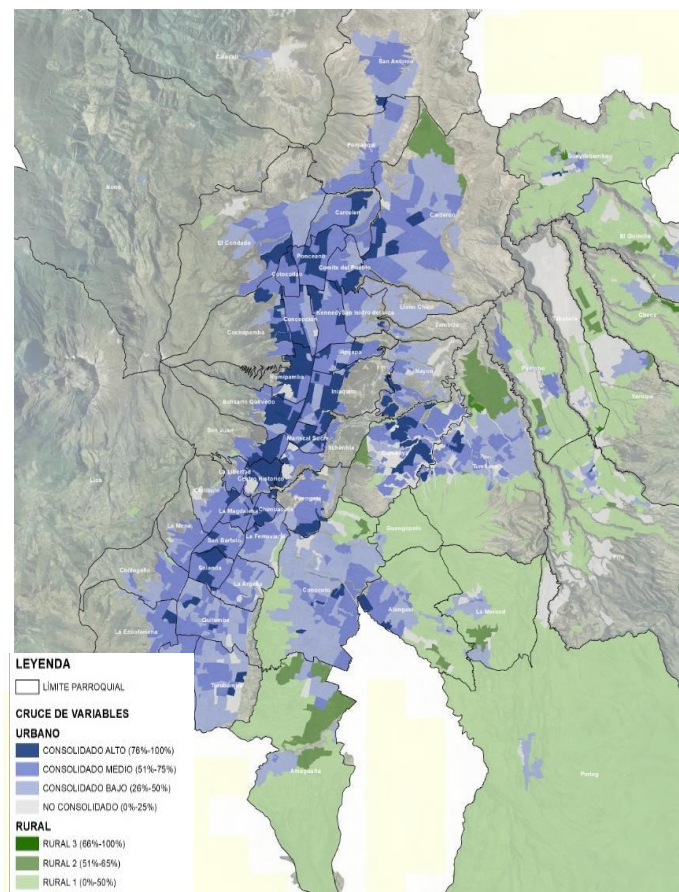 San Antonio
Calacalí
Pomasqui
Nono
Guayllabamba
Carcelén
Calderón
El Condado
El Quinche
Ponceano
Cotocollao
Comité del Pueblo
Checa
Llano Chico
Concepción
Kennedy
San Isidro del Inca
Cochapamba
Zámbiza
Jipijapa
Puembo
Nayón
Rumipamba
Yaruquí
Iñaquito
Belisario Quevedo
San Juan
Mariscal Sucre
Itchimbía
Cumbayá
Tumbaco
La Libertad
Centro Histórico
Lloa
Chilibulo
Puengasí
La Magdalena
Chimbacalle
La Mena
San Bartolo
La Ferroviaria
Guangopolo
Pifo
Chillogallo
Solanda
La Argelia
Conocoto
Alangasí
La Merced
La Ecuatoriana
Quitumbe
Turubamba
Amaguaña
Pintag
LEYENDA
LÍMITE PARROQUIAL
CRUCE DE VARIABLES
URBANO
CONSOLIDADO ALTO (76%-100%)
CONSOLIDADO MEDIO (51%-75%)
CONSOLIDADO BAJO (26%-50%)
NO CONSOLIDADO (0%-25%)
RURAL
RURAL 3 (66%-100%)
RURAL 2 (51%-65%)
RURAL 1 (0%-50%)